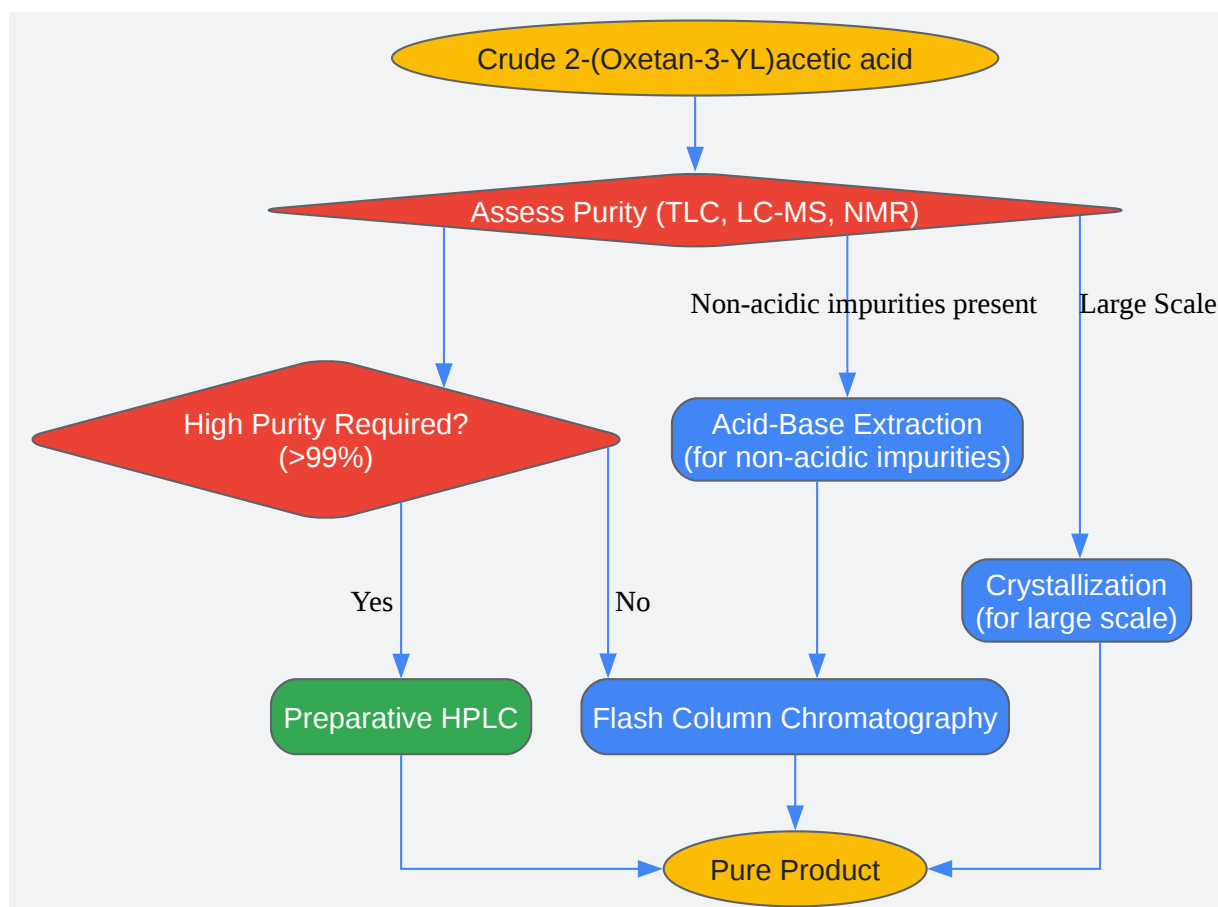 Crude 2-(Oxetan-3-YL)acetic acid
Assess Purity (TLC, LC-MS, NMR)
Non-acidic impurities present
Large Scale
High Purity Required?
(>99%)
Acid-Base Extraction
(for non-acidic impurities)
Crystallization
(for large scale)
Yes
No
Preparative HPLC
Flash Column Chromatography
Pure Product